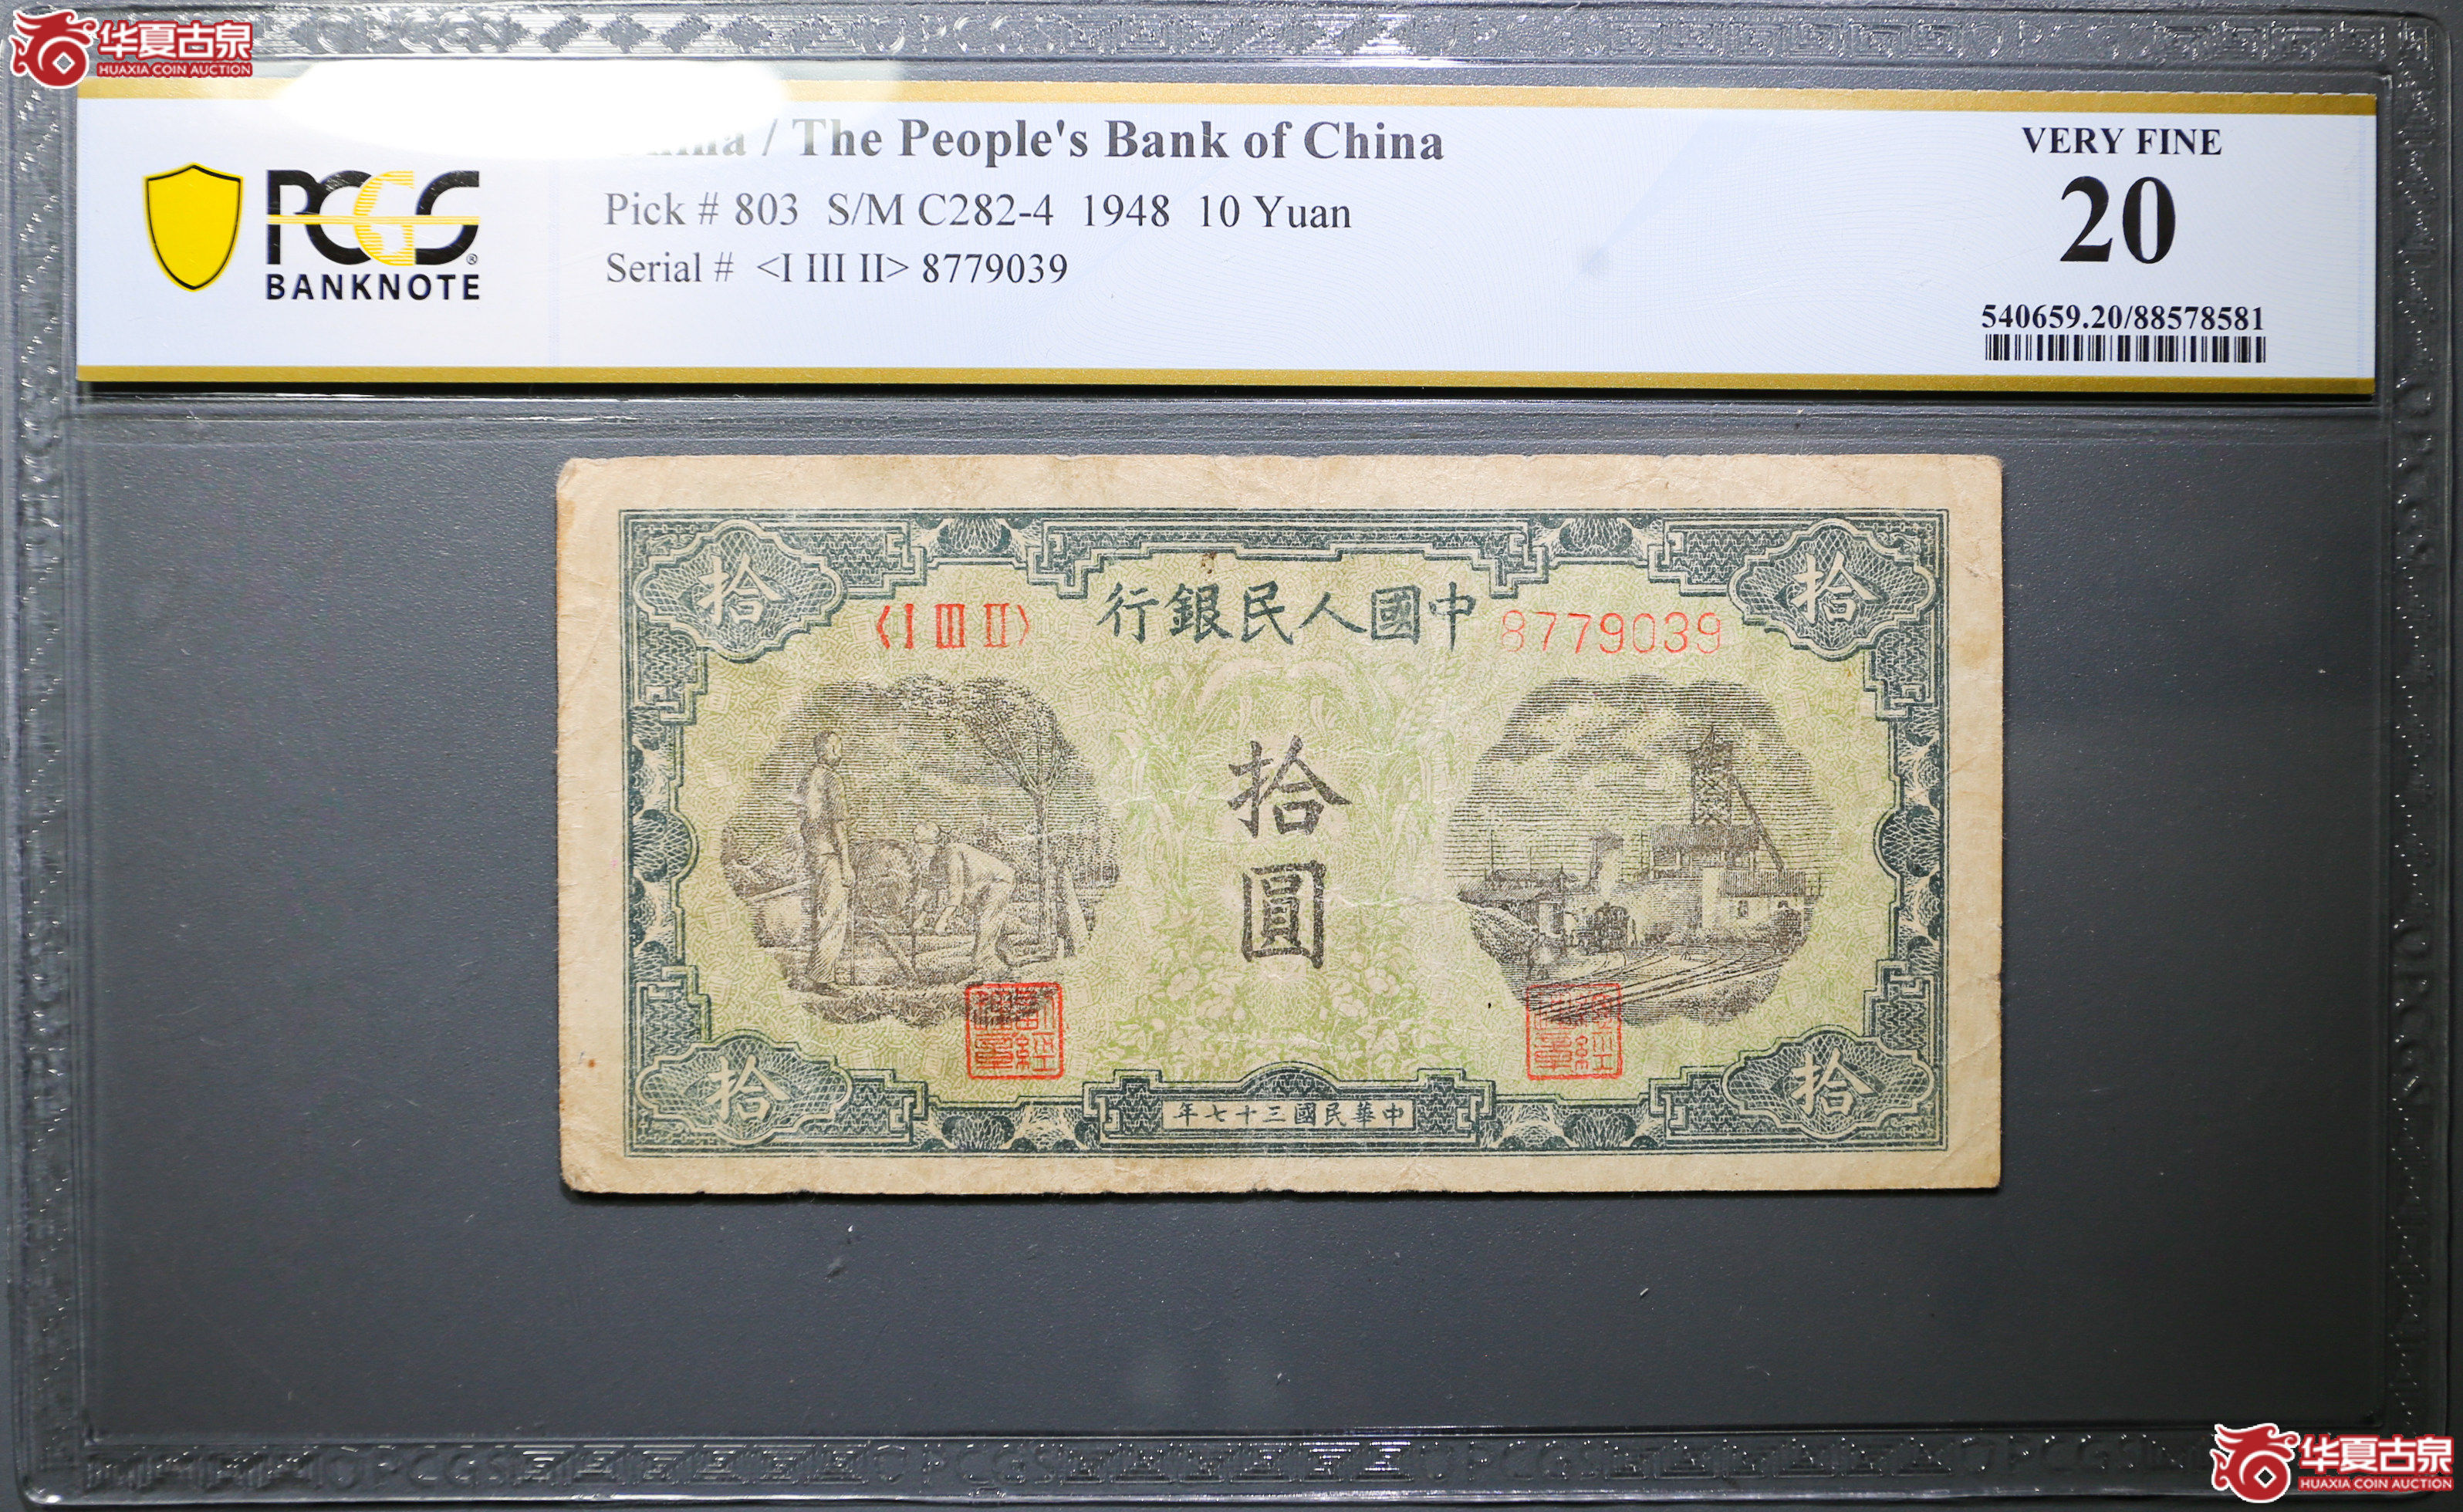 华夏古泉
HUAXIA COIN AUCTION
China / The People's Bank of China
VERY FINE
20
PCGS
BANKNOTE
Pick # 803 S/M C282-4 1948 10 Yuan
Serial # <I III II> 8779039
540659.20/88578581
拾
拾
<I III II>
行銀民人國中
8779039
拾
圓
拾
拾
年七十三國民華中
华夏古泉
HUAXIA COIN AUCTION